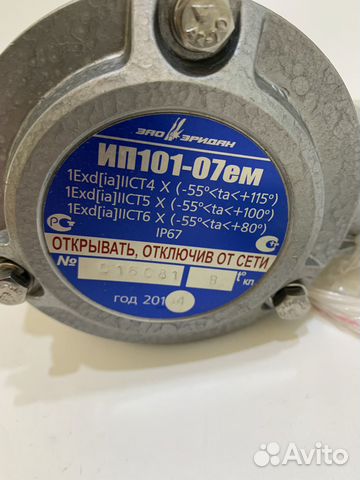 ЗАО ЭРИДАН
ИП101-07ем
1Exd[ia]IICT4 X (-55°<ta<+115°)
1Exd[ia]IICT5 X (-55°<ta<+100°)
1Exd[ia]IICT6 X (-55°<ta<+80°)
IP67
ОТКРЫВАТЬ, ОТКЛЮЧИВ ОТ СЕТИ
№ В t° кл
год 2014
Avito